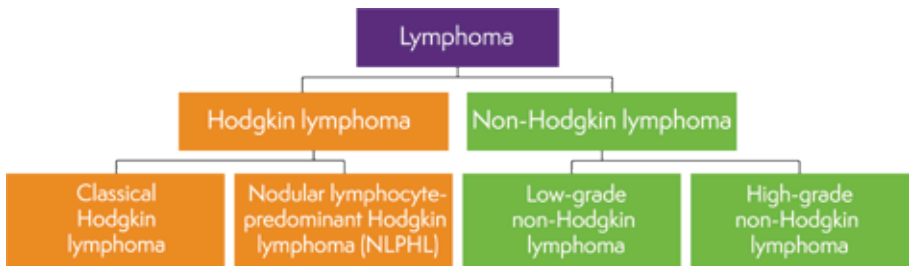 Lymphoma
Hodgkin lymphoma
Non-Hodgkin lymphoma
Classical
Hodgkin
lymphoma
Nodular lymphocyte-
predominant Hodgkin
lymphoma (NLPHL)
Low-grade
non-Hodgkin
lymphoma
High-grade
non-Hodgkin
lymphoma